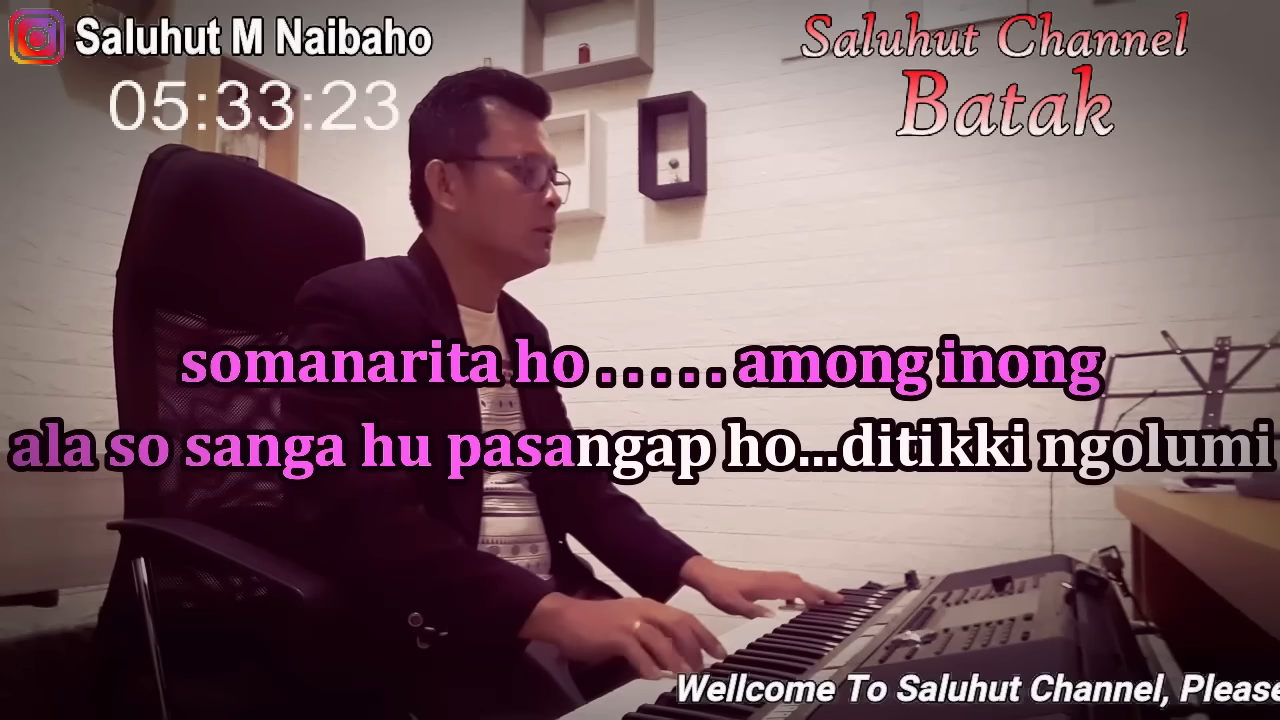 Saluhut M Naibaho
05:33:23
Saluhut Channel
Batak
somanarita ho.....among inong
ala so sanga hu pasangap ho...ditikki ngolumi
Wellcome To Saluhut Channel, Please